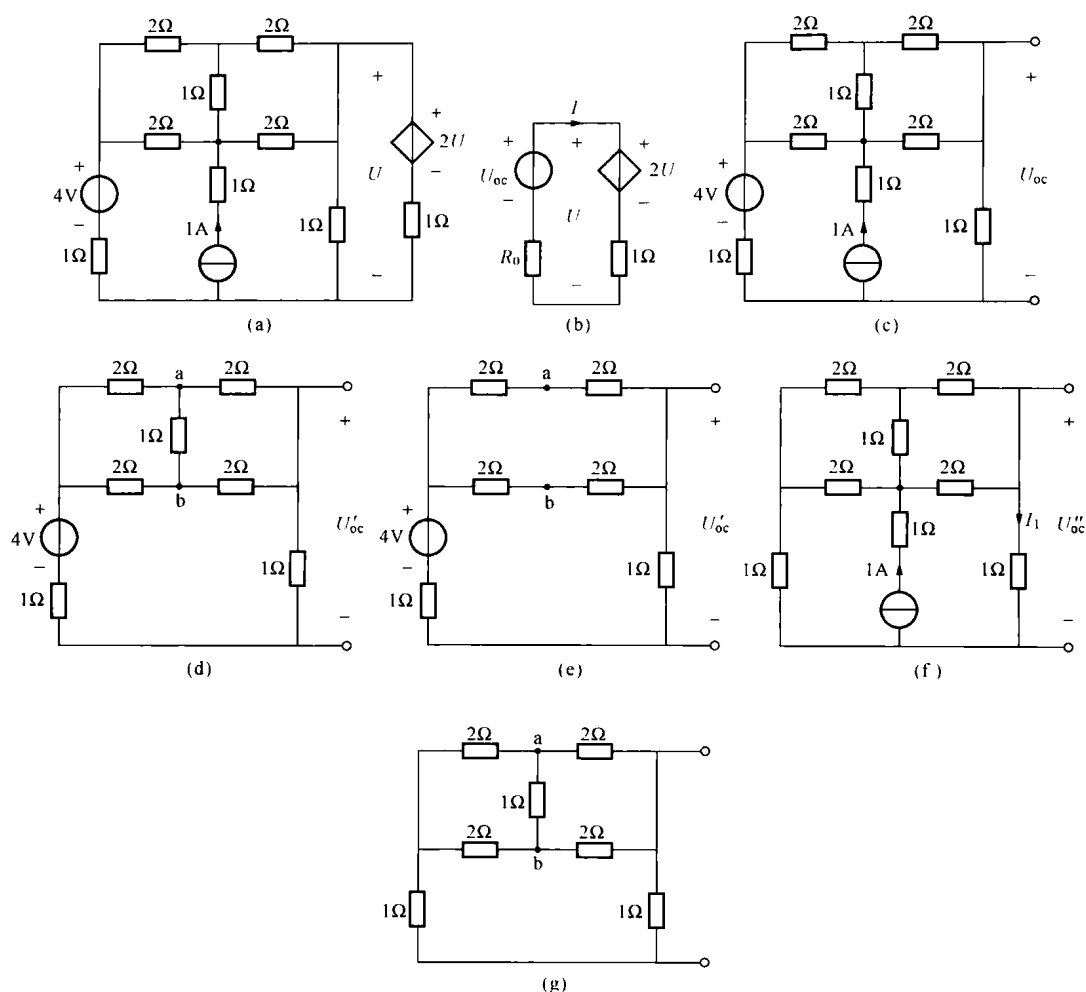 2Ω 2Ω
1Ω
2Ω 2Ω
+ 4V −
1Ω
1Ω
1A
1Ω
+ U −
+ 2U −
1Ω
(a)
I
+ Uoc −
R0
+ U −
+ 2U −
1Ω
(b)
2Ω 2Ω
1Ω
2Ω 2Ω
+ 4V −
1Ω
1Ω
1A
1Ω
+ Uoc −
(c)
2Ω a 2Ω
1Ω
2Ω b 2Ω
+ 4V −
1Ω
1Ω
+ U′oc −
(d)
2Ω a 2Ω
2Ω b 2Ω
+ 4V −
1Ω
1Ω
+ U′oc −
(e)
2Ω 2Ω
1Ω
2Ω 2Ω
1Ω
1Ω
1A
I1
1Ω
+ U″oc −
(f)
2Ω a 2Ω
1Ω
2Ω b 2Ω
1Ω
1Ω
(g)